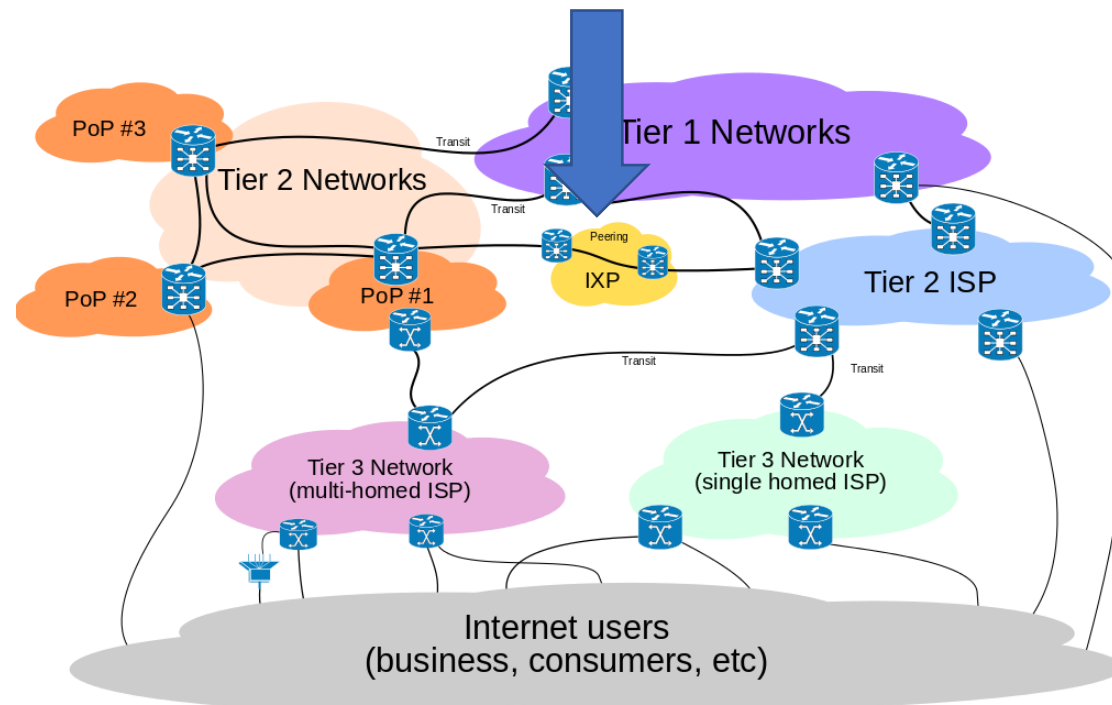 PoP #3
Transit
Tier 1 Networks
Tier 2 Networks
Transit
Peering
IXP
Tier 2 ISP
PoP #2
PoP #1
Transit
Transit
Tier 3 Network
(multi-homed ISP)
Tier 3 Network
(single homed ISP)
Internet users
(business, consumers, etc)